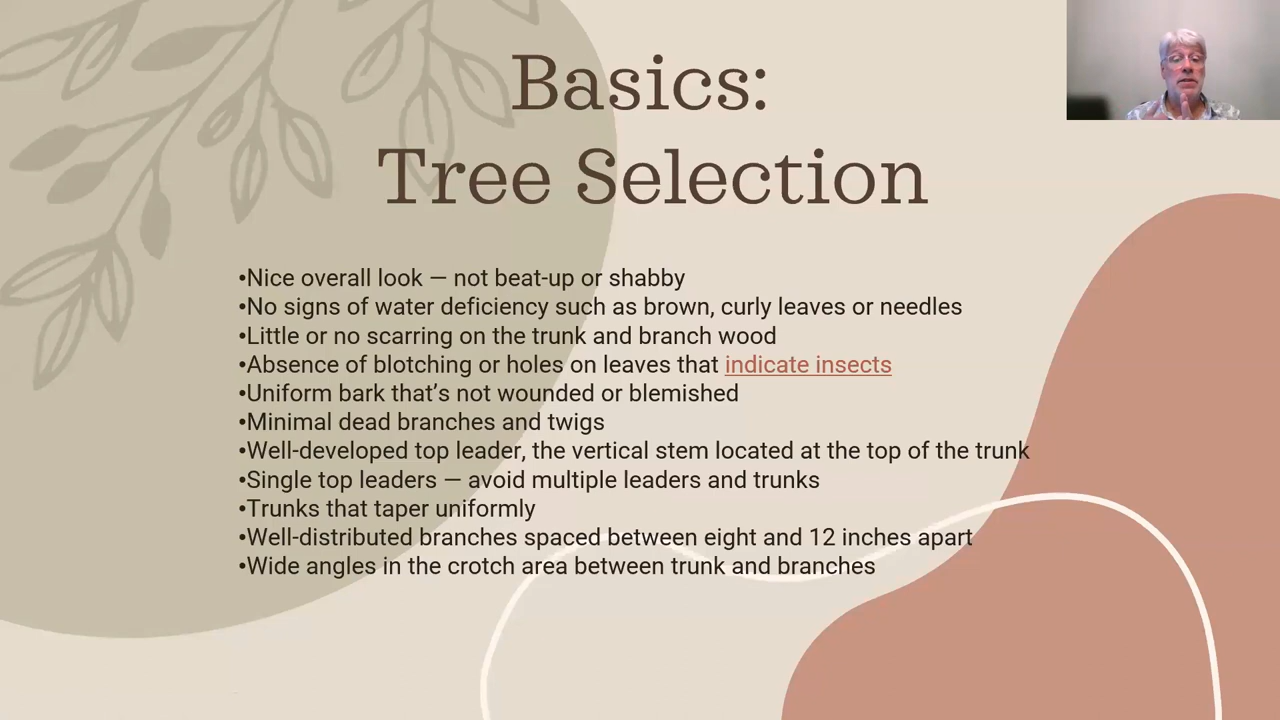 Basics:
Tree Selection
•Nice overall look — not beat-up or shabby
•No signs of water deficiency such as brown, curly leaves or needles
•Little or no scarring on the trunk and branch wood
•Absence of blotching or holes on leaves that indicate insects
•Uniform bark that’s not wounded or blemished
•Minimal dead branches and twigs
•Well-developed top leader, the vertical stem located at the top of the trunk
•Single top leaders — avoid multiple leaders and trunks
•Trunks that taper uniformly
•Well-distributed branches spaced between eight and 12 inches apart
•Wide angles in the crotch area between trunk and branches